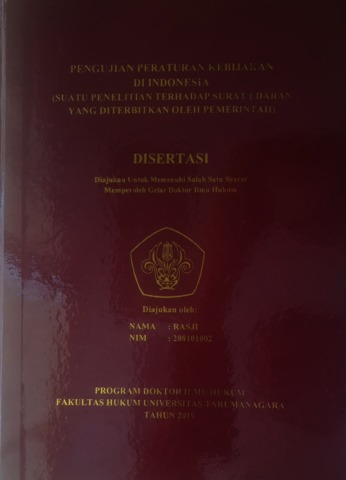 PENGUJIAN PERATURAN KEBIJAKAN
DI INDONESIA
(SUATU PENELITIAN TERHADAP SURAT EDARAN
YANG DITERBITKAN OLEH PEMERINTAH)
DISERTASI
Diajukan Untuk Memenuhi Salah Satu Syarat
Memperoleh Gelar Doktor Ilmu Hukum
Diajukan oleh:
NAMA : RASJI
NIM :
PROGRAM DOKTOR ILMU HUKUM
FAKULTAS HUKUM UNIVERSITAS TARUMANAGARA
TAHUN